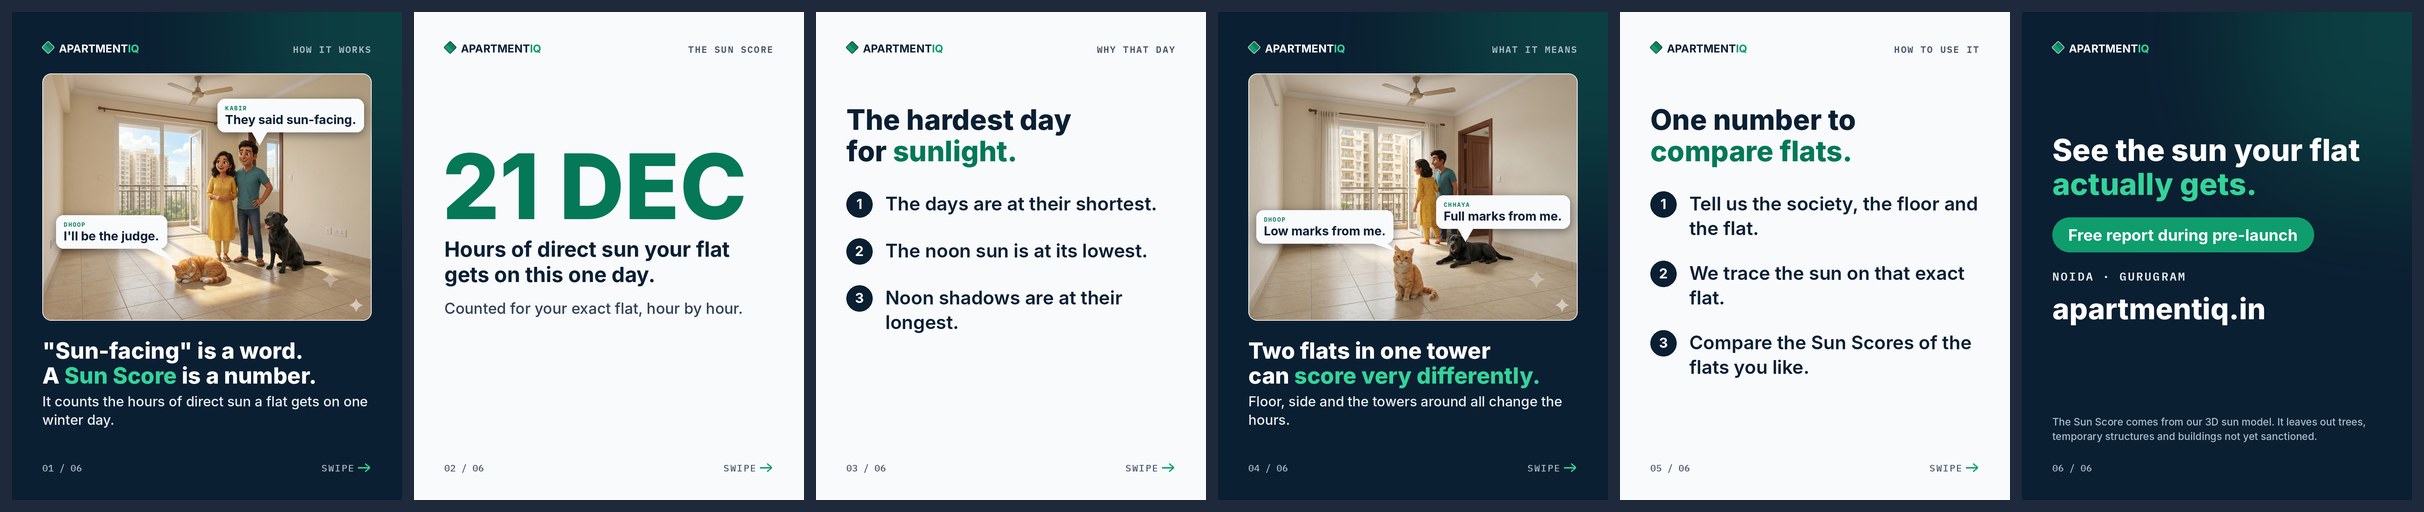 APARTMENTIQ
HOW IT WORKS
KABIR
They said sun-facing.
DHOOP
I'll be the judge.
"Sun-facing" is a word.
A Sun Score is a number.
It counts the hours of direct sun a flat gets on one
winter day.
01 / 06
SWIPE →
APARTMENTIQ
THE SUN SCORE
21 DEC
Hours of direct sun your flat
gets on this one day.
Counted for your exact flat, hour by hour.
02 / 06
SWIPE →
APARTMENTIQ
WHY THAT DAY
The hardest day
for sunlight.
1 The days are at their shortest.
2 The noon sun is at its lowest.
3 Noon shadows are at their
longest.
03 / 06
SWIPE →
APARTMENTIQ
WHAT IT MEANS
CHHAYA
Full marks from me.
DHOOP
Low marks from me.
Two flats in one tower
can score very differently.
Floor, side and the towers around all change the
hours.
04 / 06
SWIPE →
APARTMENTIQ
HOW TO USE IT
One number to
compare flats.
1 Tell us the society, the floor and
the flat.
2 We trace the sun on that exact
flat.
3 Compare the Sun Scores of the
flats you like.
05 / 06
SWIPE →
APARTMENTIQ
See the sun your flat
actually gets.
Free report during pre-launch
NOIDA · GURUGRAM
apartmentiq.in
The Sun Score comes from our 3D sun model. It leaves out trees,
temporary structures and buildings not yet sanctioned.
06 / 06